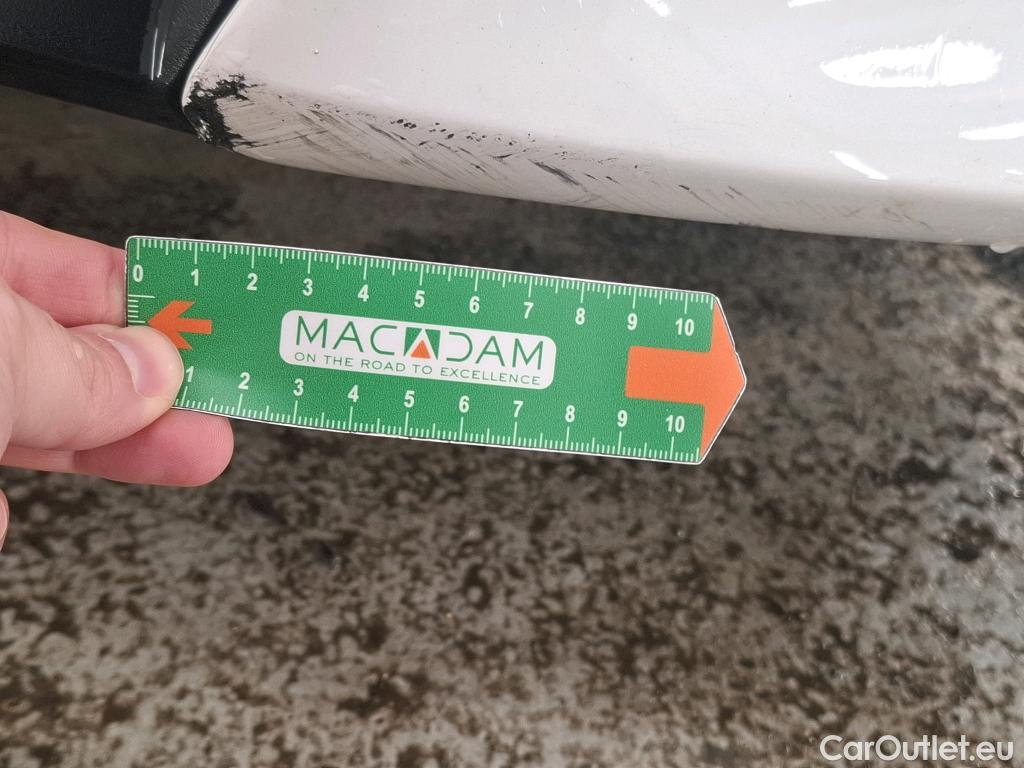 0 1 2 3 4 5 6 7 8 9 10
MACADAM
ON THE ROAD TO EXCELLENCE
1 2 3 4 5 6 7 8 9 10
CarOutlet.eu